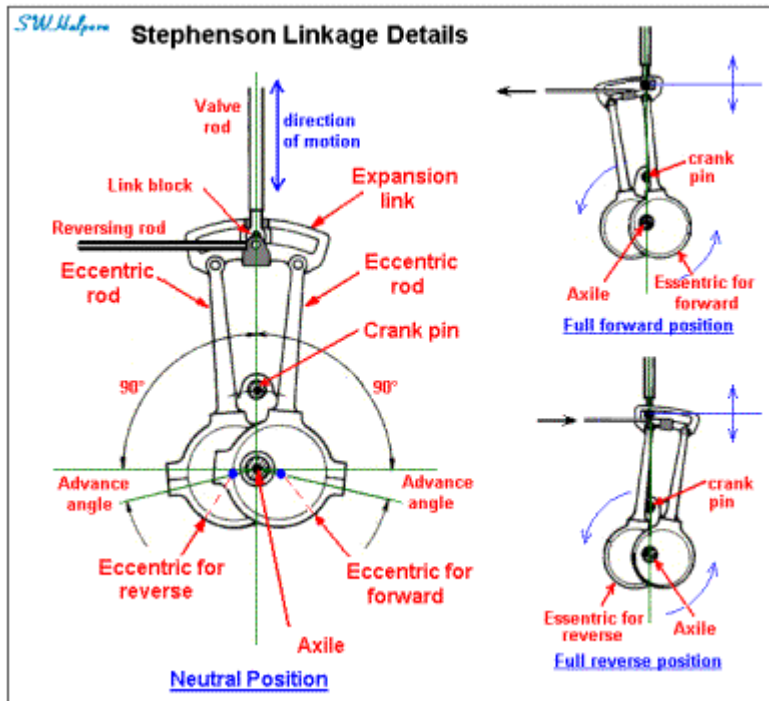 SWHalpern
Stephenson Linkage Details
Valve
rod
direction
of motion
Link block
Expansion
link
Reversing rod
Eccentric
rod
Eccentric
rod
Crank pin
90°
90°
Advance
angle
Advance
angle
Eccentric for
reverse
Eccentric for
forward
Axile
Neutral Position
crank
pin
Axile
Essentric for
forward
Full forward position
crank
pin
Essentric for
reverse
Axile
Full reverse position